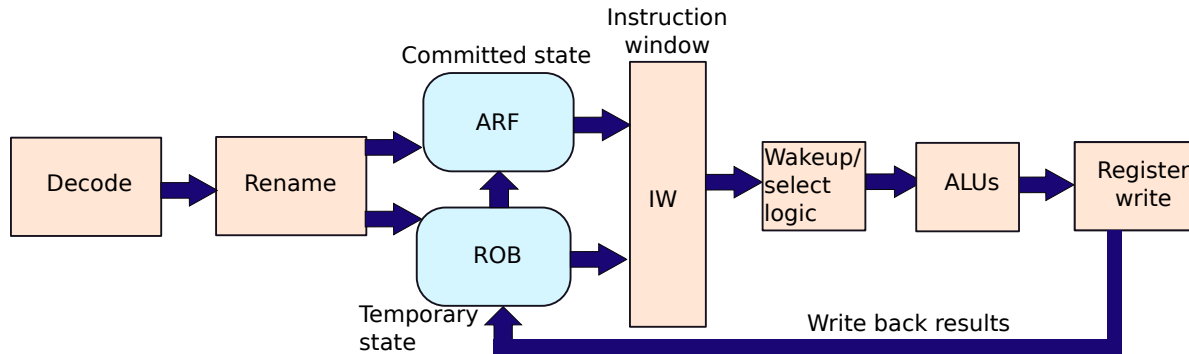 Instruction
window
Committed state
ARF
Decode
Rename
Wakeup/
select
logic
ALUs
Register
write
IW
ROB
Temporary
state
Write back results